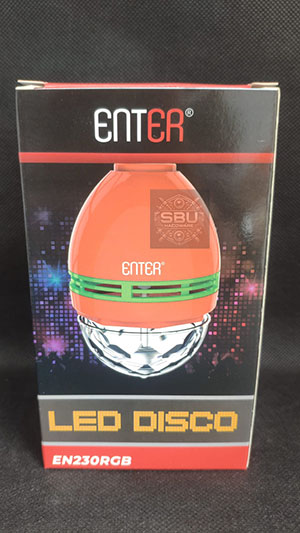 ENTER®
SBU
HARDWARE
ENTER®
LED DISCO
EN230RGB